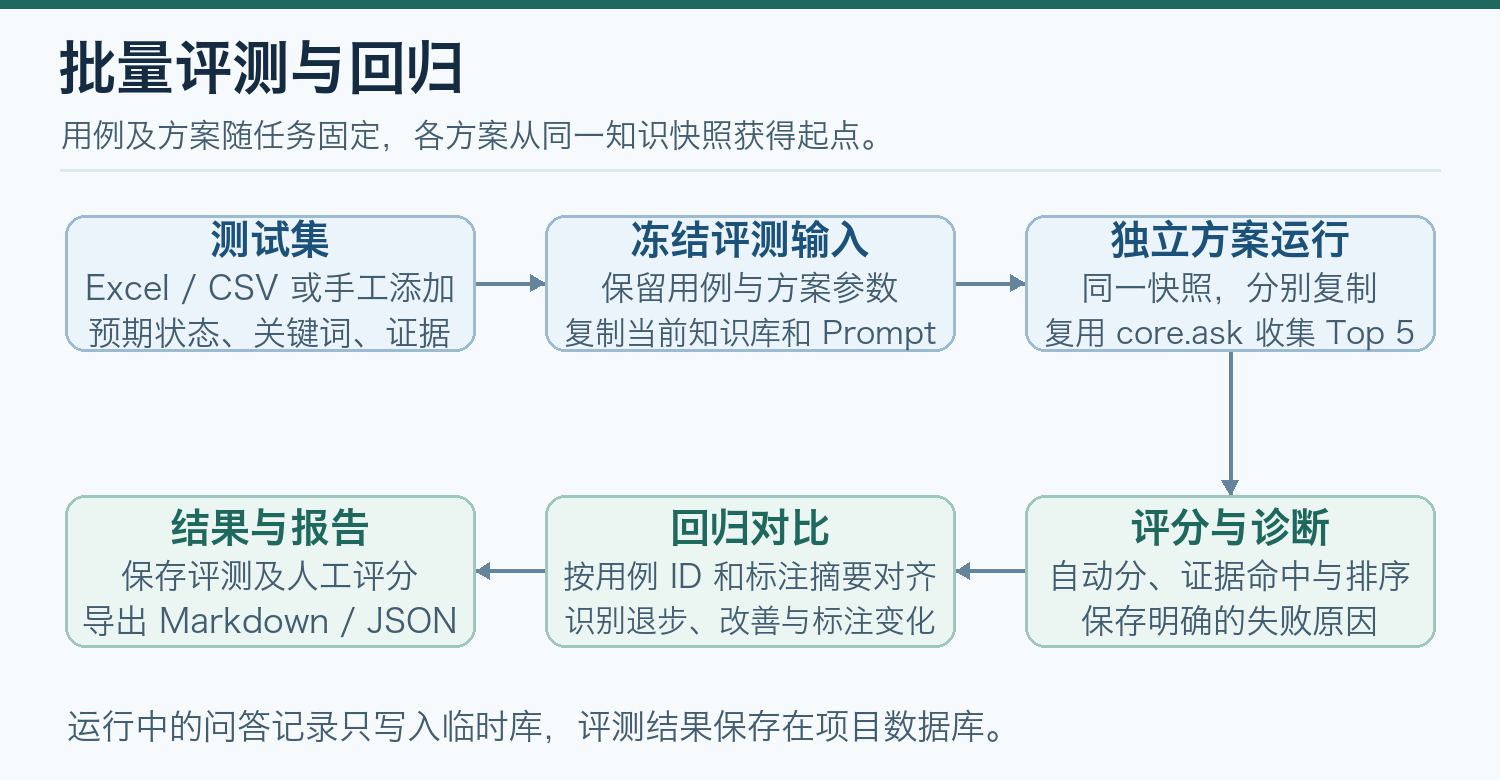 批量评测与回归
用例及方案随任务固定，各方案从同一知识快照获得起点。
测试集
Excel / CSV 或手工添加
预期状态、关键词、证据
冻结评测输入
保留用例与方案参数
复制当前知识库和 Prompt
独立方案运行
同一快照，分别复制
复用 core.ask 收集 Top 5
评分与诊断
自动分、证据命中与排序
保存明确的失败原因
回归对比
按用例 ID 和标注摘要对齐
识别退步、改善与标注变化
结果与报告
保存评测及人工评分
导出 Markdown / JSON
运行中的问答记录只写入临时库，评测结果保存在项目数据库。